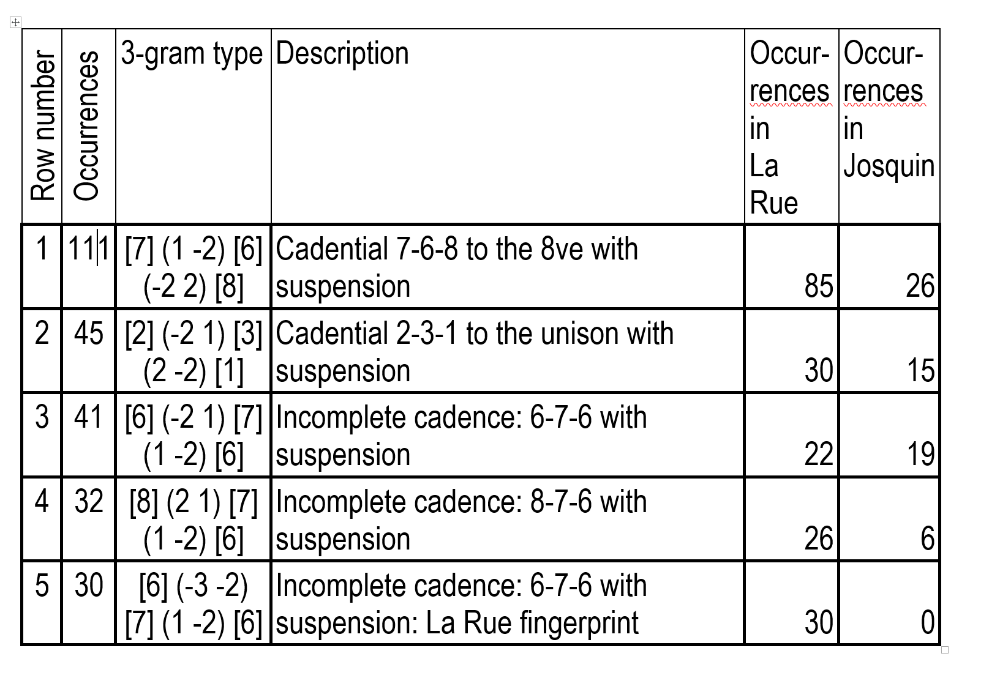 Row number
Occurrences
3-gram type
Description
Occur-
rences
in
La
Rue
Occur-
rences
in
Josquin
1
111
[7] (1 -2) [6]
(-2 2) [8]
Cadential 7-6-8 to the 8ve with
suspension
85
26
2
45
[2] (-2 1) [3]
(2 -2) [1]
Cadential 2-3-1 to the unison with
suspension
30
15
3
41
[6] (-2 1) [7]
(1 -2) [6]
Incomplete cadence: 6-7-6 with
suspension
22
19
4
32
[8] (2 1) [7]
(1 -2) [6]
Incomplete cadence: 8-7-6 with
suspension
26
6
5
30
[6] (-3 -2)
[7] (1 -2) [6]
Incomplete cadence: 6-7-6 with
suspension: La Rue fingerprint
30
0